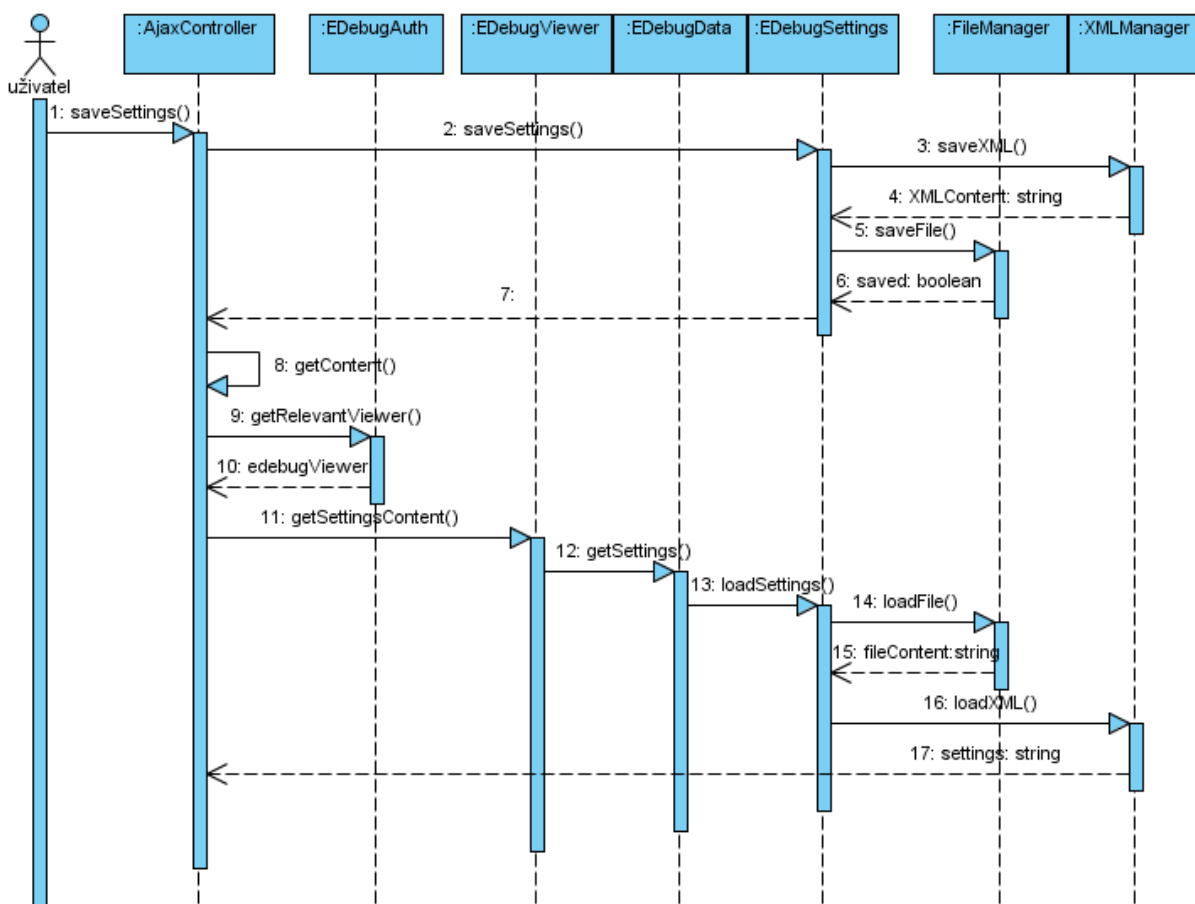 :AjaxController
:EDebugAuth
:EDebugViewer
:EDebugData
:EDebugSettings
:FileManager
:XMLManager
uživatel
1: saveSettings()
2: saveSettings()
3: saveXML()
4: XMLContent: string
5: saveFile()
6: saved: boolean
7:
8: getContent()
9: getRelevantViewer()
10: edebugViewer
11: getSettingsContent()
12: getSettings()
13: loadSettings()
14: loadFile()
15: fileContent:string
16: loadXML()
17: settings: string